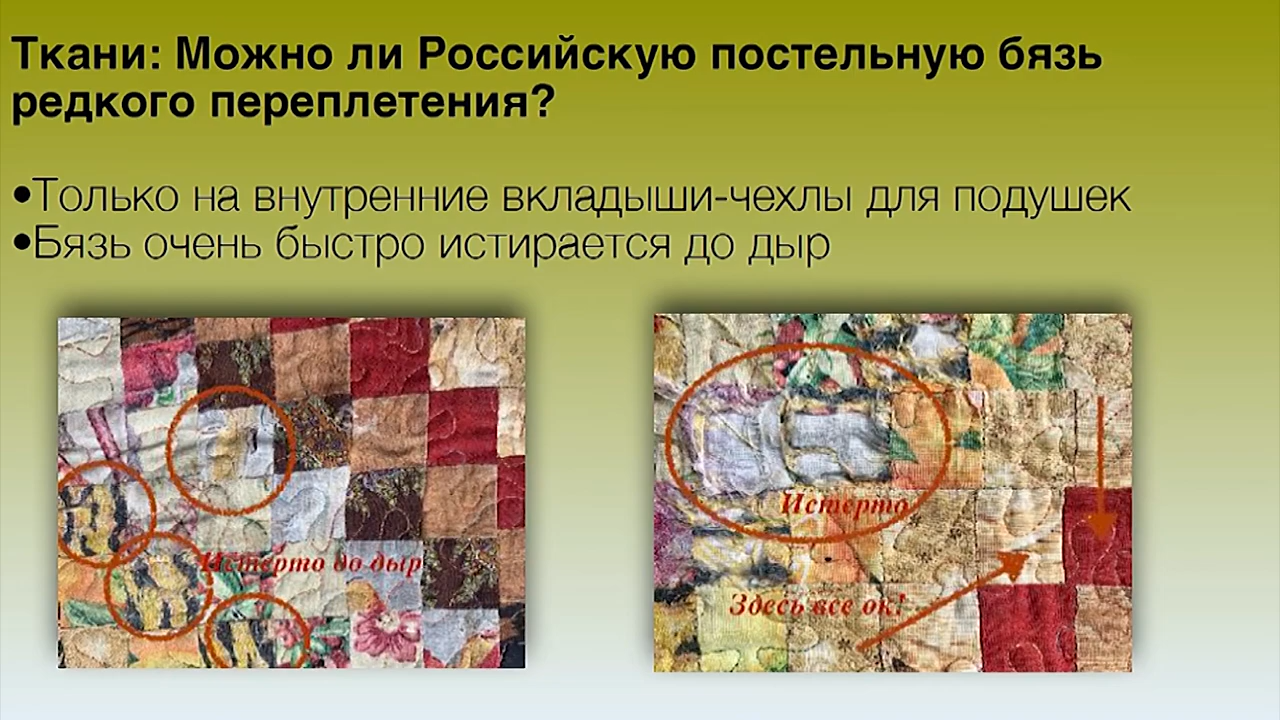 Ткани: Можно ли Российскую постельную бязь
редкого переплетения?
•Только на внутренние вкладыши-чехлы для подушек
•Бязь очень быстро истирается до дыр
Истерто до дыр
Истерто
Здесь все ок!